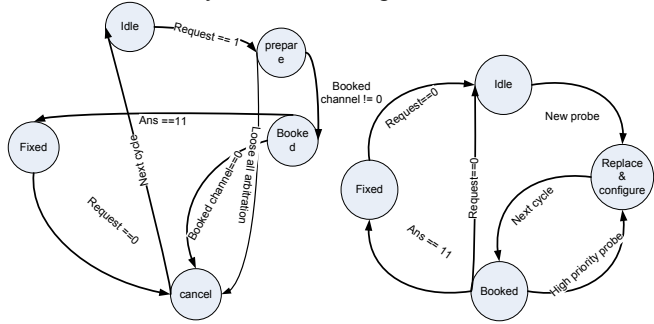 Idle
Request == 1
prepar
e
Booked
channel != 0
Ans ==11
Booke
d
Fixed
Next cycle
Loose all arbitration
Booked channel==0
Request ==0
cancel
Idle
New probe
Request==0
Request==0
Replace
&
configure
Fixed
Next cycle
Ans == 11
High priority probe
Booked